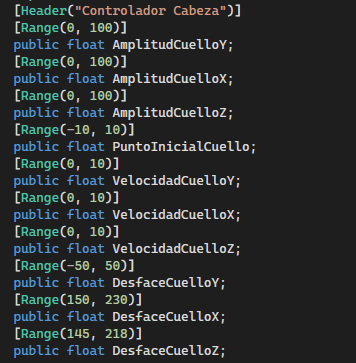 [Header("Controlador Cabeza")]
[Range(0, 100)]
public float AmplitudCuelloY;
[Range(0, 100)]
public float AmplitudCuelloX;
[Range(0, 100)]
public float AmplitudCuelloZ;
[Range(-10, 10)]
public float PuntoInicialCuello;
[Range(0, 10)]
public float VelocidadCuelloY;
[Range(0, 10)]
public float VelocidadCuelloX;
[Range(0, 10)]
public float VelocidadCuelloZ;
[Range(-50, 50)]
public float DesfaceCuelloY;
[Range(150, 230)]
public float DesfaceCuelloX;
[Range(145, 218)]
public float DesfaceCuelloZ;